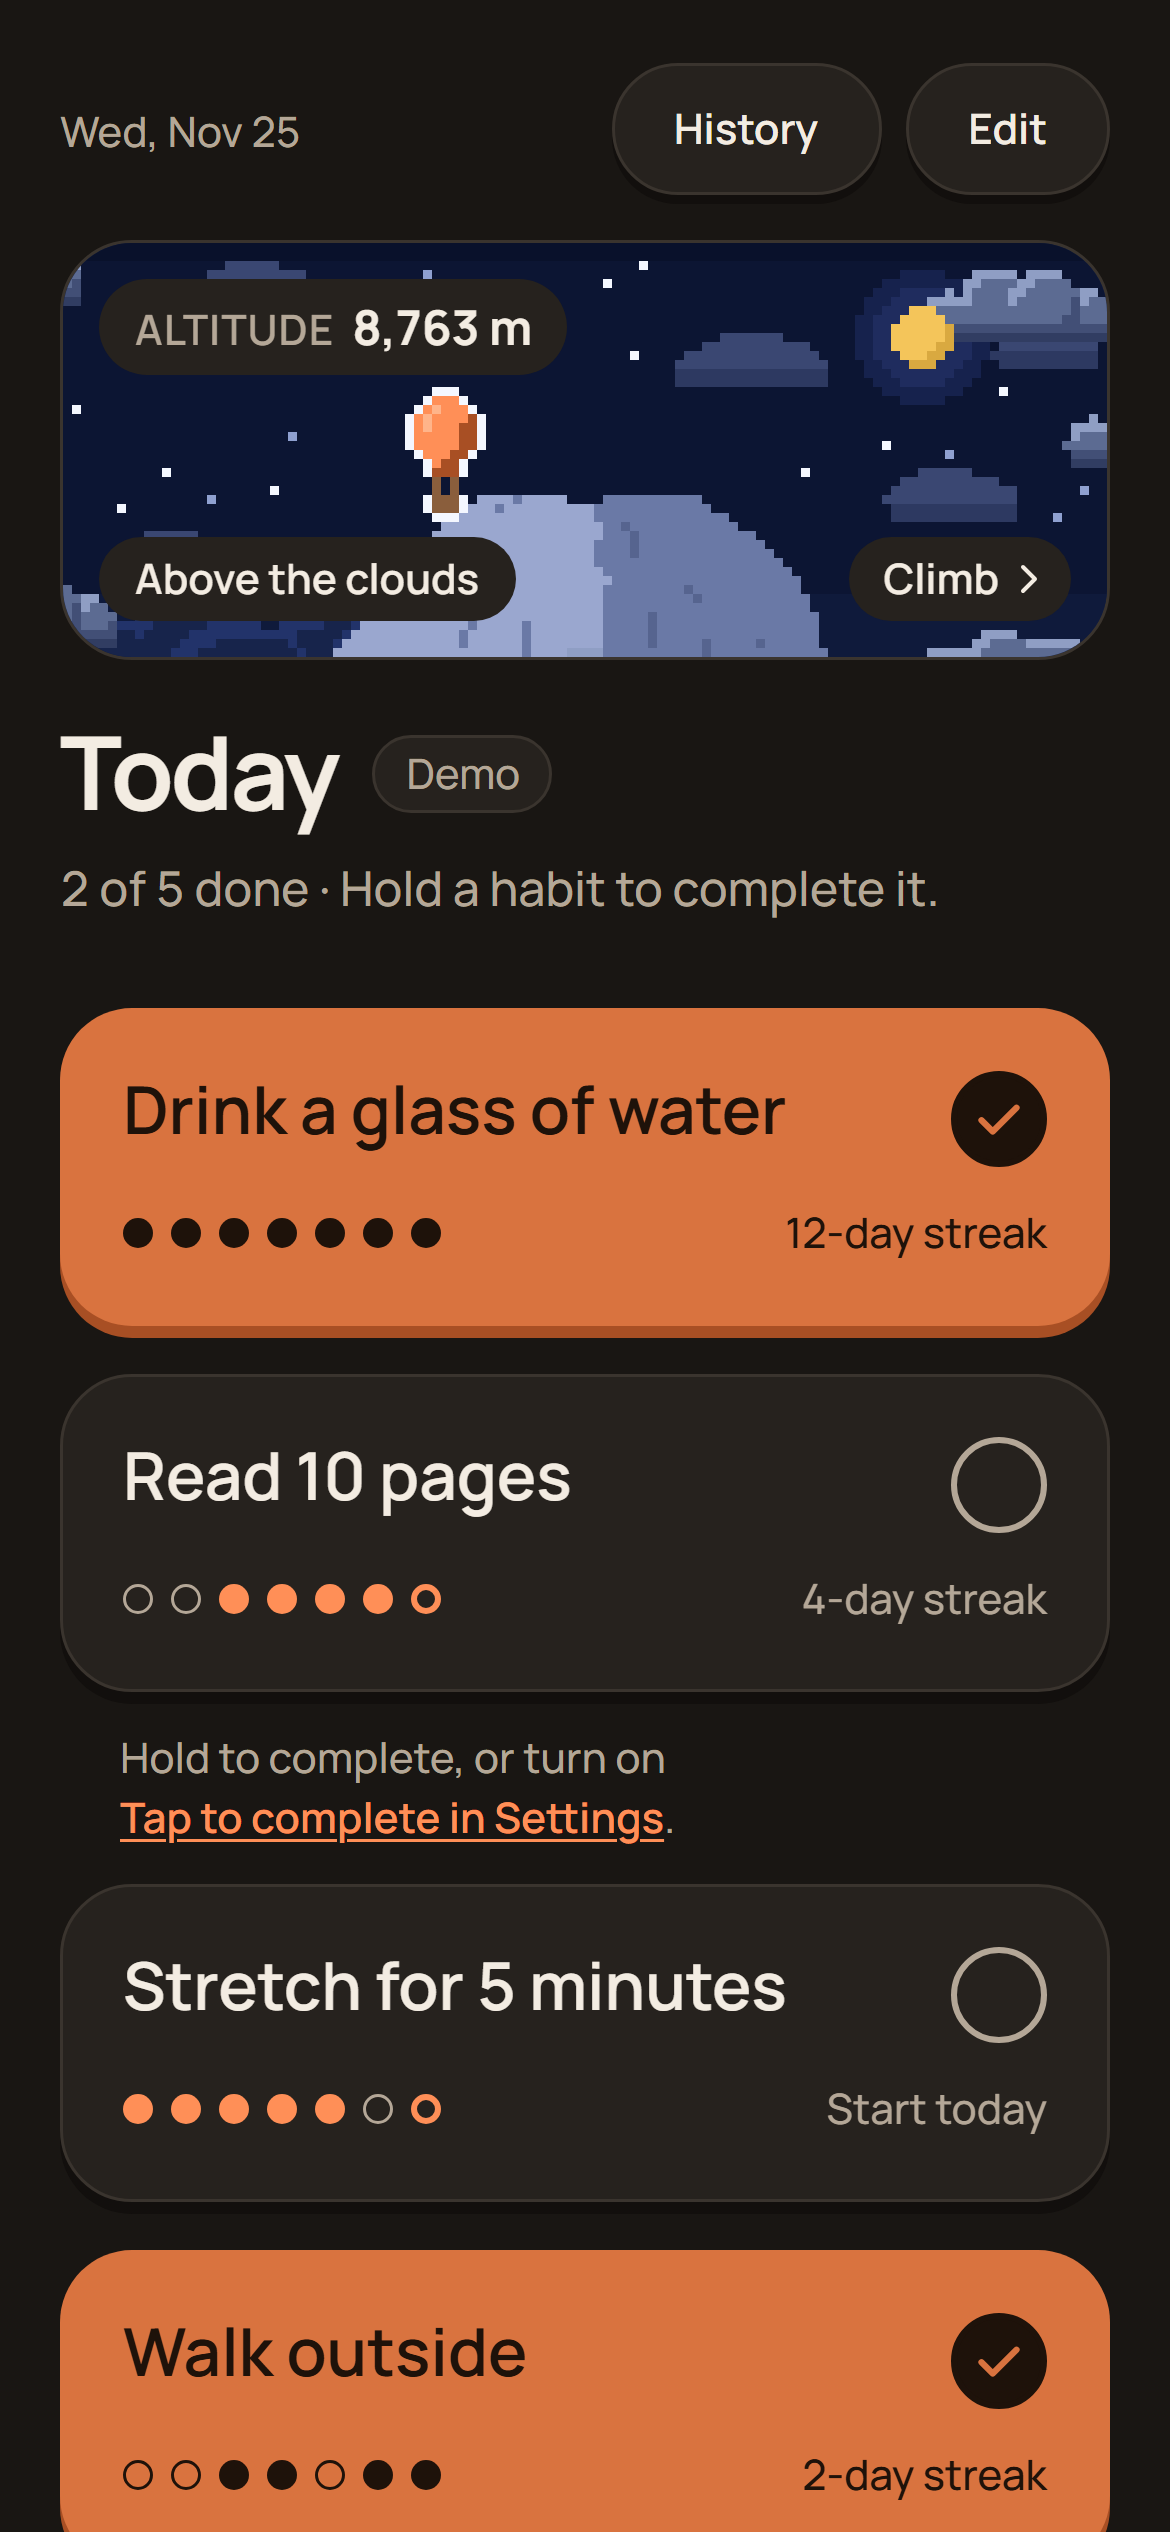 Wed, Nov 25
History
Edit
ALTITUDE 8,763 m
Above the clouds
Climb
Today
Demo
2 of 5 done · Hold a habit to complete it.
Drink a glass of water
12-day streak
Read 10 pages
4-day streak
Hold to complete, or turn on
Tap to complete in Settings.
Stretch for 5 minutes
Start today
Walk outside
2-day streak